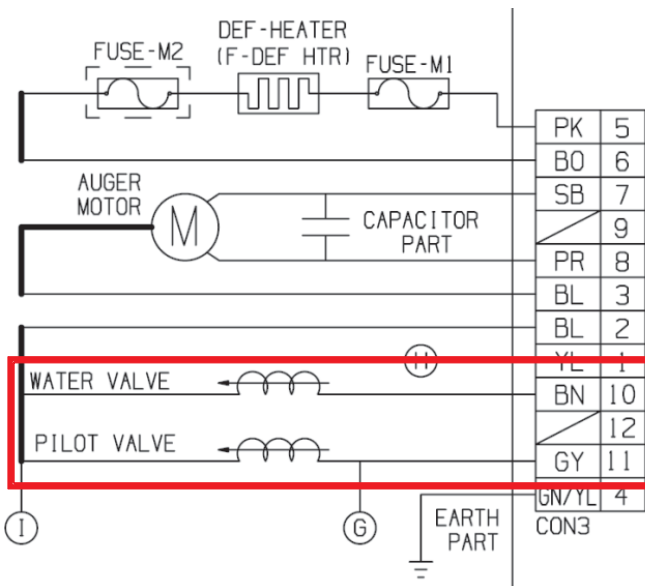 DEF-HEATER
(F-DEF HTR)
FUSE-M2
FUSE-M1
PK 5
BO 6
AUGER
MOTOR
M
CAPACITOR
PART
SB 7
9
PR 8
BL 3
BL 2
H
YL 1
WATER VALVE
BN 10
12
PILOT VALVE
GY 11
I
G
EARTH
PART
GN/YL 4
CON3